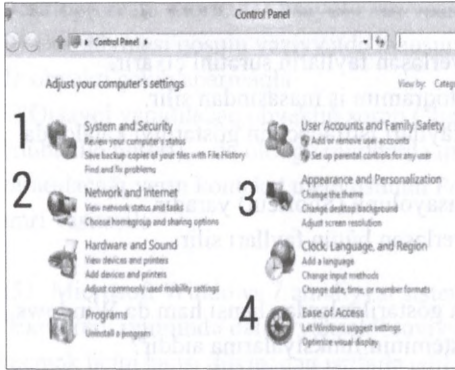 Control Panel
Control Panel
Adjust your computer's settings
View by: Categ
1
System and Security
Review your computer's status
Save backup copies of your files with File History
Find and fix problems
2
Network and Internet
View network status and tasks
Choose homegroup and sharing options
Hardware and Sound
View devices and printers
Add devices and printers
Adjust commonly used mobility settings
Programs
Uninstall a program
User Accounts and Family Safety
Add or remove user accounts
Set up parental controls for any user
3
Appearance and Personalization
Change the theme
Change desktop background
Adjust screen resolution
Clock, Language, and Region
Add a language
Change input methods
Change date, time, or number formats
4
Ease of Access
Let Windows suggest settings
Optimize visual display